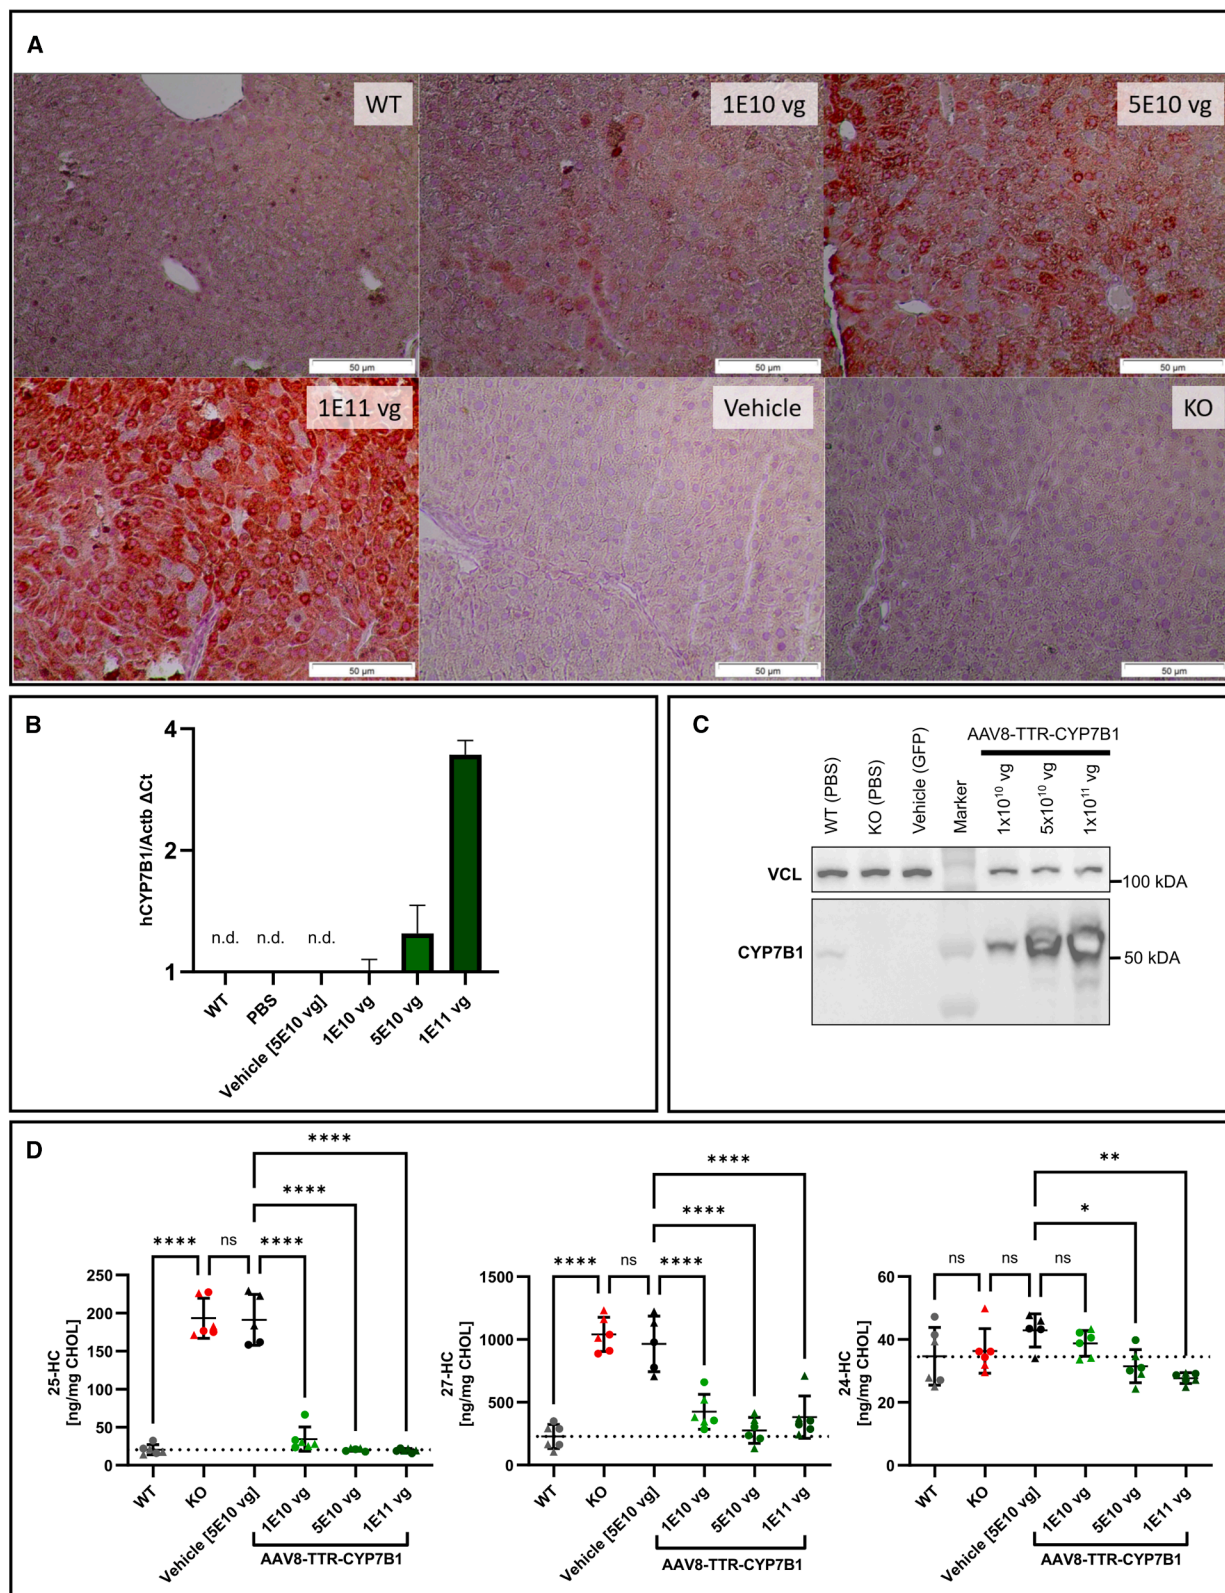 A
WT
1E10 vg
5E10 vg
50 µm
50 µm
50 µm
1E11 vg
Vehicle
KO
50 µm
50 µm
50 µm
B
hCYP7B1/Actb ΔCt
4
2
1
n.d.
n.d.
n.d.
WT
PBS
Vehicle [5E10 vg]
1E10 vg
5E10 vg
1E11 vg
C
AAV8-TTR-CYP7B1
WT (PBS)
KO (PBS)
Vehicle (GFP)
Marker
1x10¹⁰ vg
5x10¹⁰ vg
1x10¹¹ vg
VCL
100 kDA
CYP7B1
50 kDA
D
25-HC
[ng/mg CHOL]
250
200
150
100
50
0
****
ns
****
****
****
WT
KO
Vehicle [5E10 vg]
1E10 vg
5E10 vg
1E11 vg
AAV8-TTR-CYP7B1
27-HC
[ng/mg CHOL]
1500
1000
500
0
****
ns
****
****
****
WT
KO
Vehicle [5E10 vg]
1E10 vg
5E10 vg
1E11 vg
AAV8-TTR-CYP7B1
24-HC
[ng/mg CHOL]
60
40
20
0
ns
ns
ns
*
**
WT
KO
Vehicle [5E10 vg]
1E10 vg
5E10 vg
1E11 vg
AAV8-TTR-CYP7B1